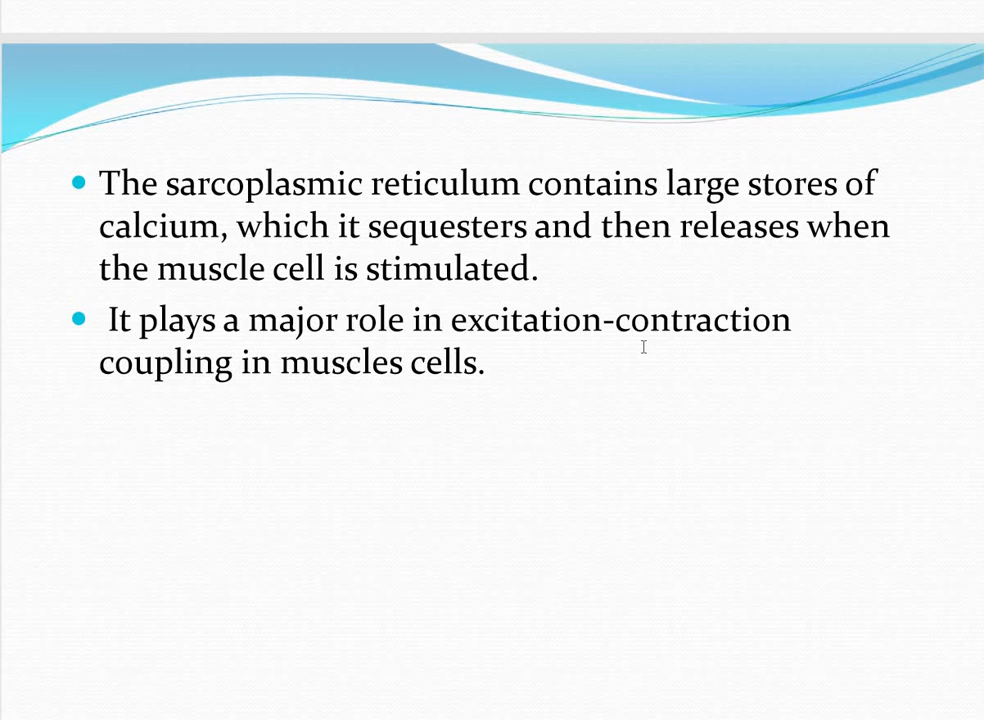 • The sarcoplasmic reticulum contains large stores of
calcium, which it sequesters and then releases when
the muscle cell is stimulated.
• It plays a major role in excitation-contraction
coupling in muscles cells.